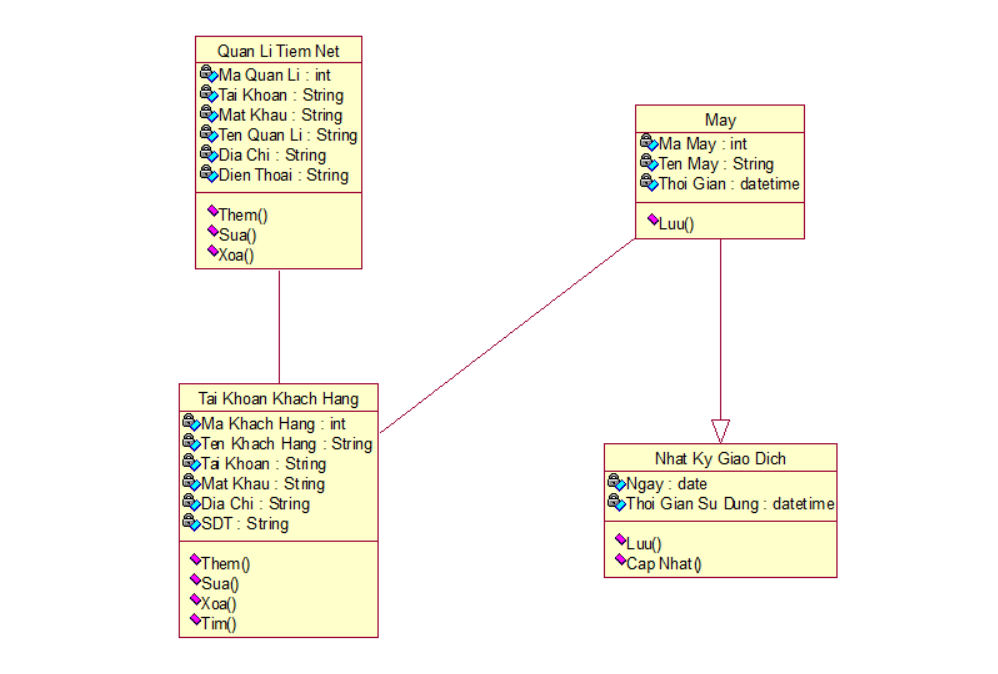 Quan Li Tiem Net
Ma Quan Li : int
Tai Khoan : String
Mat Khau : String
Ten Quan Li : String
Dia Chi : String
Dien Thoai : String
Them()
Sua()
Xoa()
May
Ma May : int
Ten May : String
Thoi Gian : datetime
Luu()
Tai Khoan Khach Hang
Ma Khach Hang : int
Ten Khach Hang : String
Tai Khoan : String
Mat Khau : String
Dia Chi : String
SDT : String
Them()
Sua()
Xoa()
Tim()
Nhat Ky Giao Dich
Ngay : date
Thoi Gian Su Dung : datetime
Luu()
Cap Nhat()